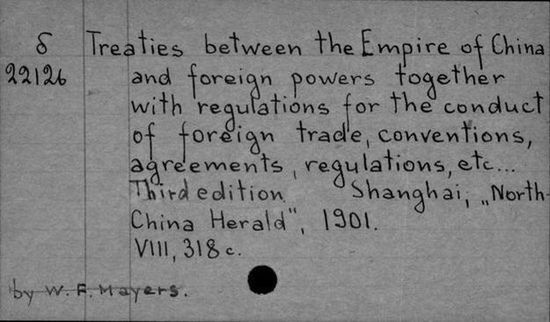 δ Treaties between the Empire of China
22126 and foreign powers together
with regulations for the conduct
of foreign trade, conventions,
agreements, regulations, etc...
Third edition Shanghai, „North-
China Herald", 1901.
VIII, 318 c.
by W. F. Mayers.